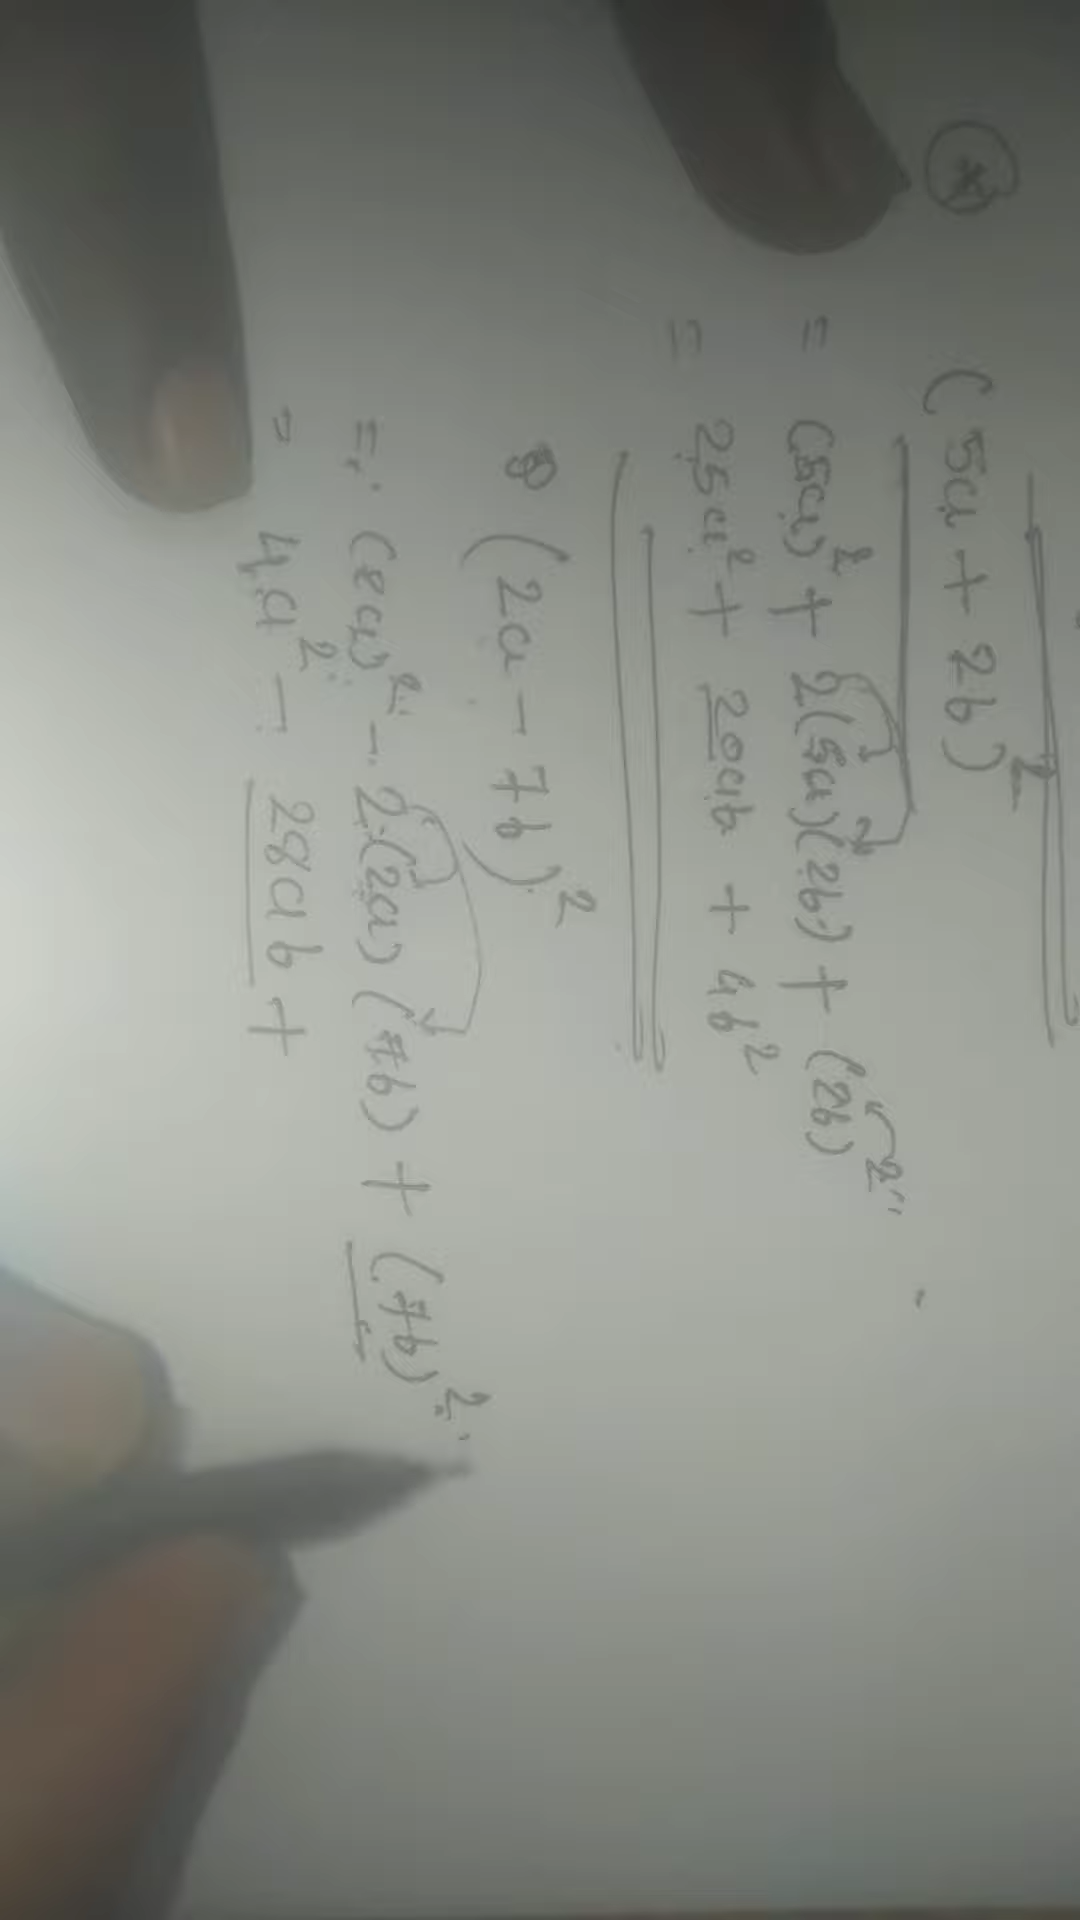 (5a + 2b)²
= (5a)² + 2(5a)(2b) + (2b)²
= 25a² + 20ab + 4b²
(2a - 7b)²
= (2a)² - 2(2a)(7b) + (7b)²
= 4a² - 28ab +